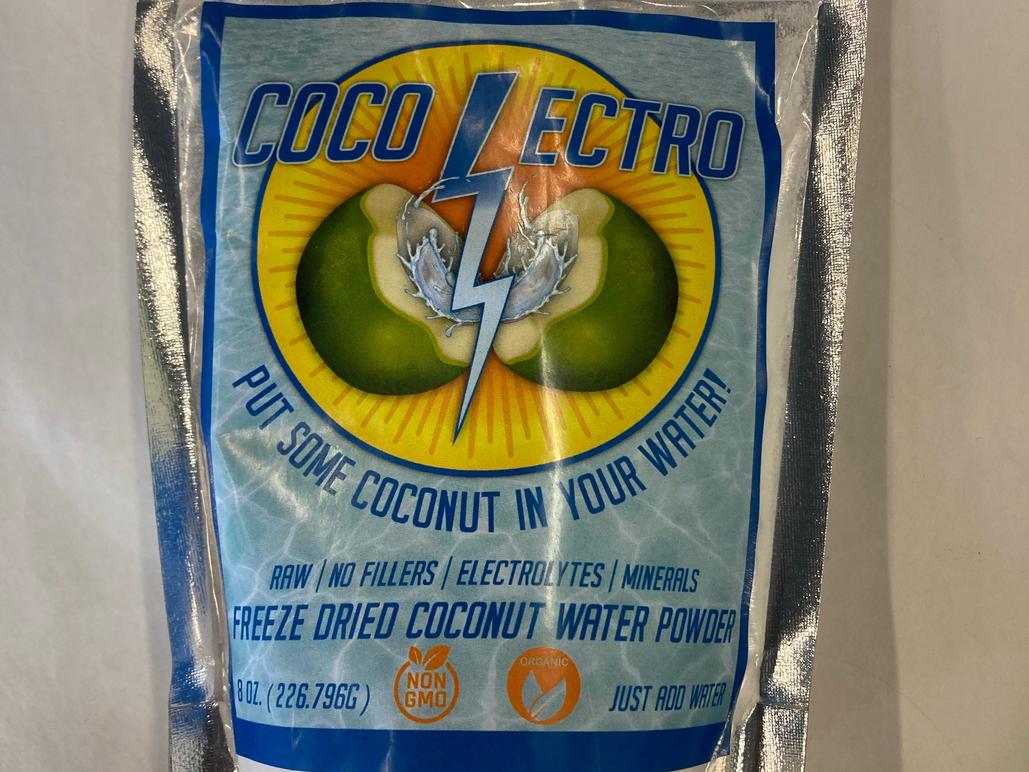 COCO LECTRO
PUT SOME COCONUT IN YOUR WATER!
RAW | NO FILLERS | ELECTROLYTES | MINERALS
FREEZE DRIED COCONUT WATER POWDER
8 OZ. (226.796G)
NON
GMO
ORGANIC
JUST ADD WATER